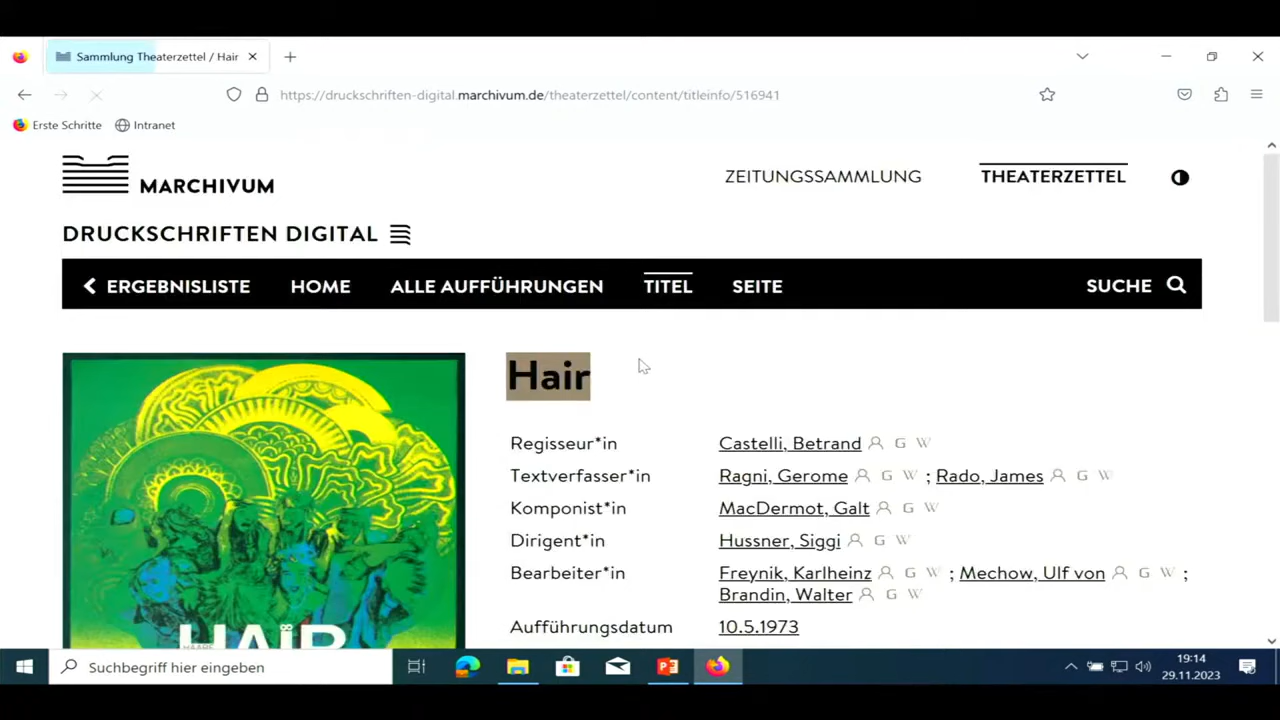 Sammlung Theaterzettel / Hair
https://druckschriften-digital.marchivum.de/theaterzettel/content/titleinfo/516941
Erste Schritte Intranet
MARCHIVUM
ZEITUNGSSAMMLUNG THEATERZETTEL
DRUCKSCHRIFTEN DIGITAL
ERGEBNISLISTE HOME ALLE AUFFÜHRUNGEN TITEL SEITE SUCHE
Hair
Regisseur*in Castelli, Betrand G W
Textverfasser*in Ragni, Gerome G W ; Rado, James G W
Komponist*in MacDermot, Galt G W
Dirigent*in Hussner, Siggi G W
Bearbeiter*in Freynik, Karlheinz G W ; Mechow, Ulf von G W ;
Brandin, Walter G W
Aufführungsdatum 10.5.1973
HAÏR
Suchbegriff hier eingeben
19:14
29.11.2023